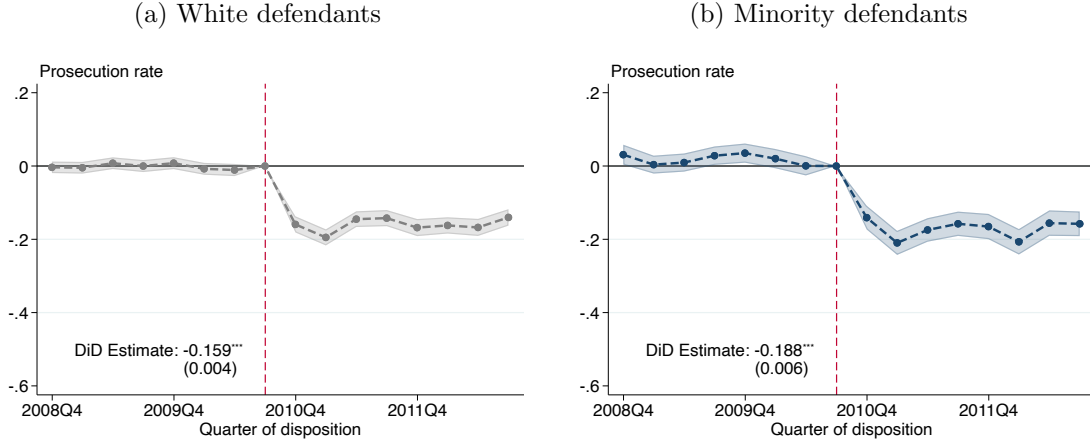 (a) White defendants
Prosecution rate
.2
0
-.2
-.4
-.6
DiD Estimate: -0.159***
(0.004)
2008Q4 2009Q4 2010Q4 2011Q4
Quarter of disposition
(b) Minority defendants
Prosecution rate
.2
0
-.2
-.4
-.6
DiD Estimate: -0.188***
(0.006)
2008Q4 2009Q4 2010Q4 2011Q4
Quarter of disposition